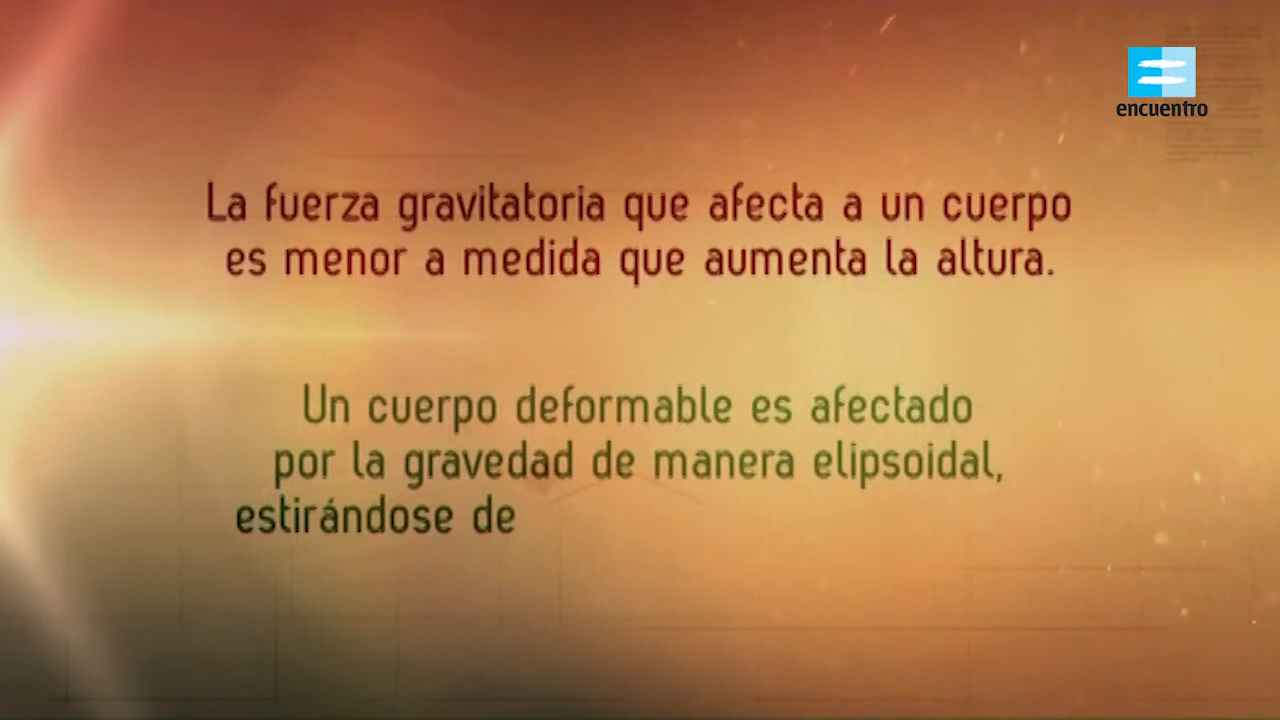 encuentro
La fuerza gravitatoria que afecta a un cuerpo
es menor a medida que aumenta la altura.
Un cuerpo deformable es afectado
por la gravedad de manera elipsoidal,
estirándose de